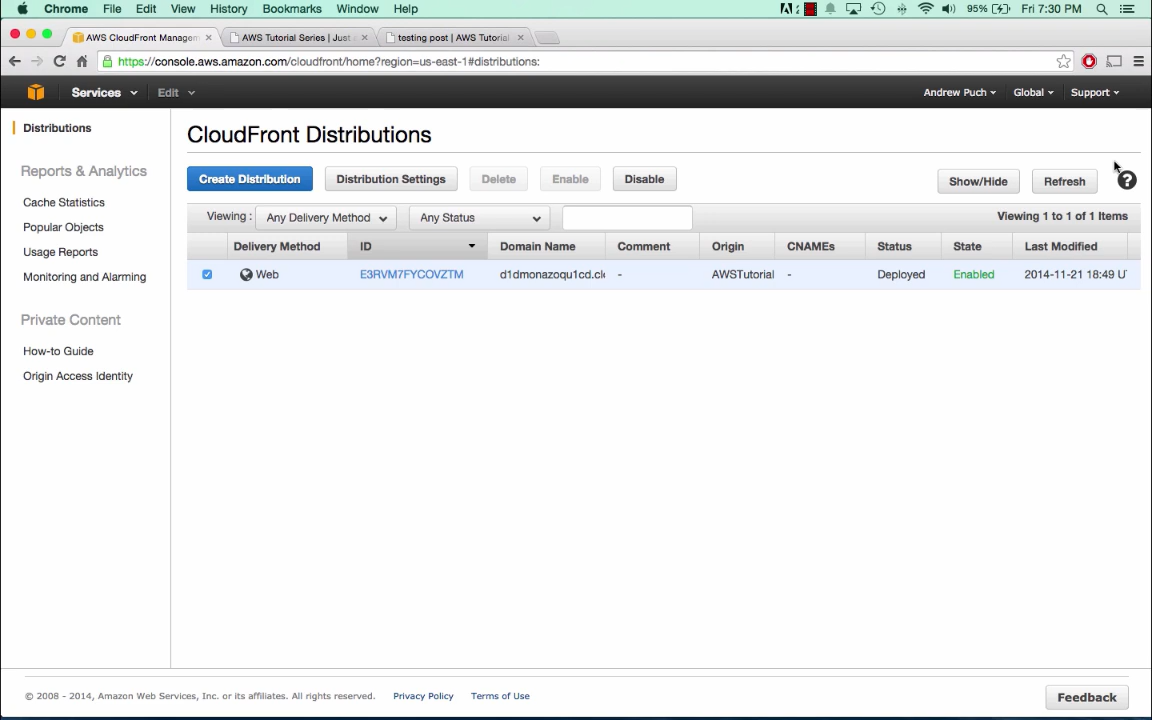 Chrome File Edit View History Bookmarks Window Help 95% Fri 7:30 PM
AWS CloudFront Managem AWS Tutorial Series | Just testing post | AWS Tutorial
https://console.aws.amazon.com/cloudfront/home?region=us-east-1#distributions:
Services Edit Andrew Puch Global Support
Distributions
Reports & Analytics
Cache Statistics
Popular Objects
Usage Reports
Monitoring and Alarming
Private Content
How-to Guide
Origin Access Identity
CloudFront Distributions
Create Distribution Distribution Settings Delete Enable Disable Show/Hide Refresh ?
Viewing : Any Delivery Method Any Status Viewing 1 to 1 of 1 Items
Delivery Method ID Domain Name Comment Origin CNAMEs Status State Last Modified
Web E3RVM7FYCOVZTM d1dmonazoqu1cd.clo - AWSTutorial - Deployed Enabled 2014-11-21 18:49 U
© 2008 - 2014, Amazon Web Services, Inc. or its affiliates. All rights reserved. Privacy Policy Terms of Use Feedback